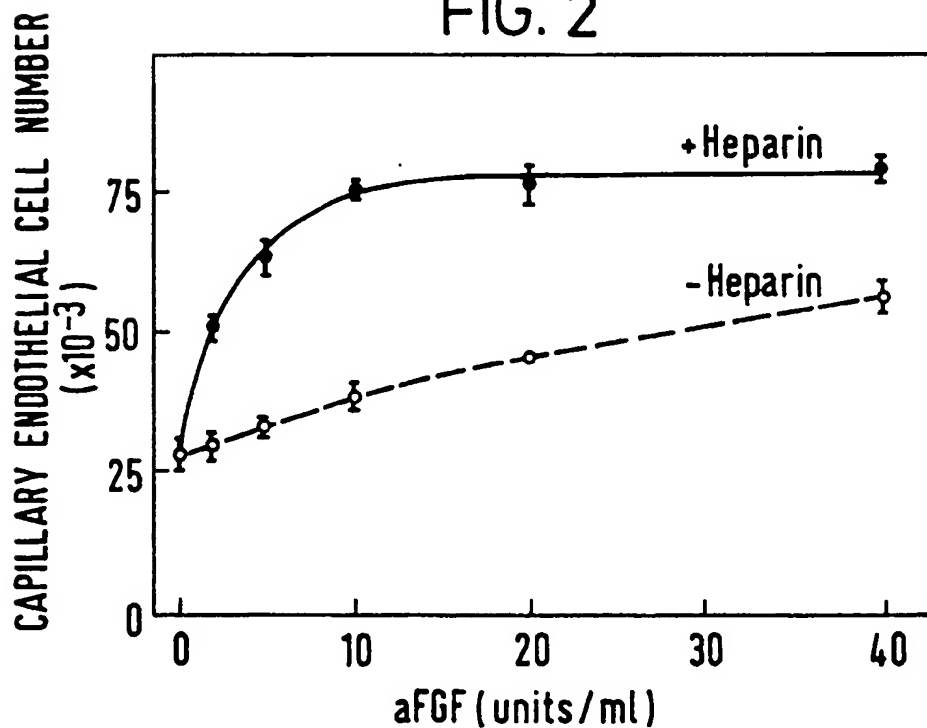 FIG. 2
CAPILLARY ENDOTHELIAL CELL NUMBER
(x10⁻³)
75
50
25
0
+Heparin
-Heparin
0 10 20 30 40
aFGF (units/ml)